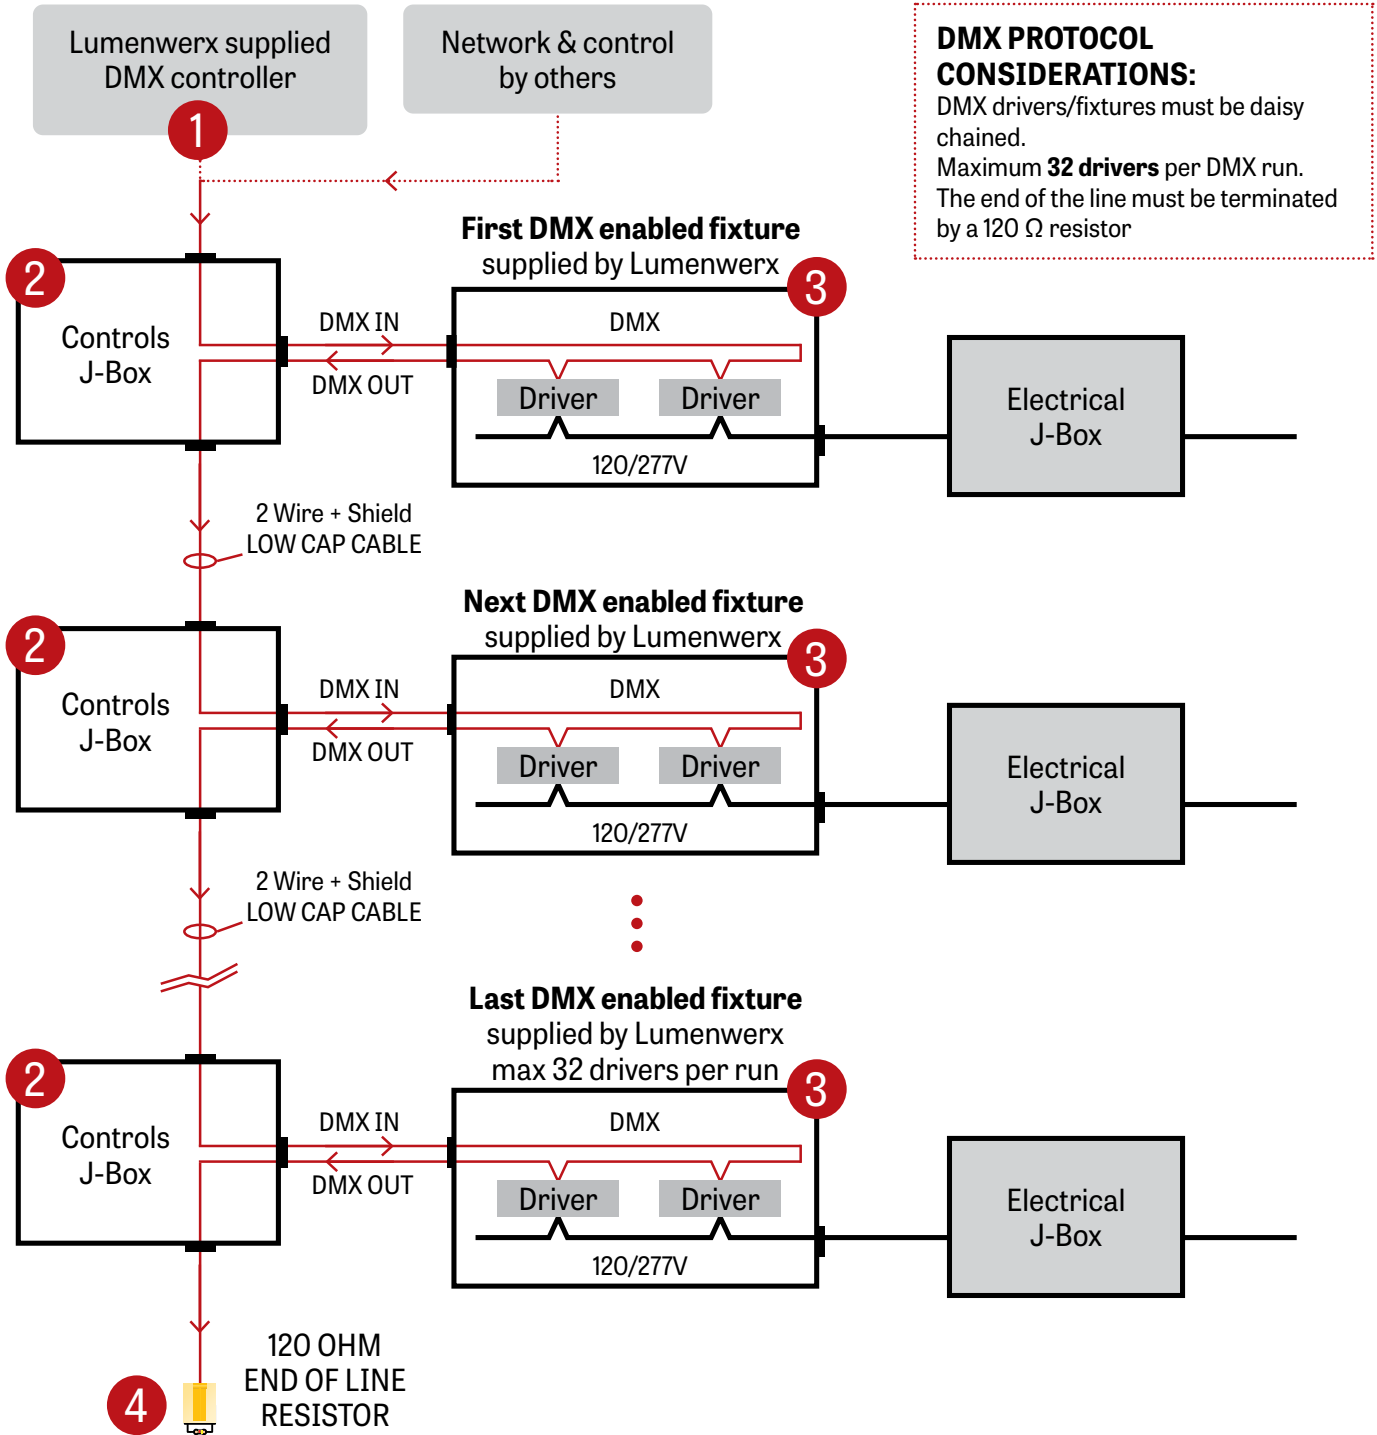 Lumenwerx supplied
DMX controller
1
Network & control
by others
DMX PROTOCOL
CONSIDERATIONS:
DMX drivers/fixtures must be daisy
chained.
Maximum 32 drivers per DMX run.
The end of the line must be terminated
by a 120 Ω resistor
First DMX enabled fixture
supplied by Lumenwerx
2
3
Controls
J-Box
DMX IN
DMX OUT
DMX
Driver
Driver
120/277V
Electrical
J-Box
2 Wire + Shield
LOW CAP CABLE
Next DMX enabled fixture
supplied by Lumenwerx
2
3
Controls
J-Box
DMX IN
DMX OUT
DMX
Driver
Driver
120/277V
Electrical
J-Box
2 Wire + Shield
LOW CAP CABLE
Last DMX enabled fixture
supplied by Lumenwerx
max 32 drivers per run
2
3
Controls
J-Box
DMX IN
DMX OUT
DMX
Driver
Driver
120/277V
Electrical
J-Box
4
120 OHM
END OF LINE
RESISTOR